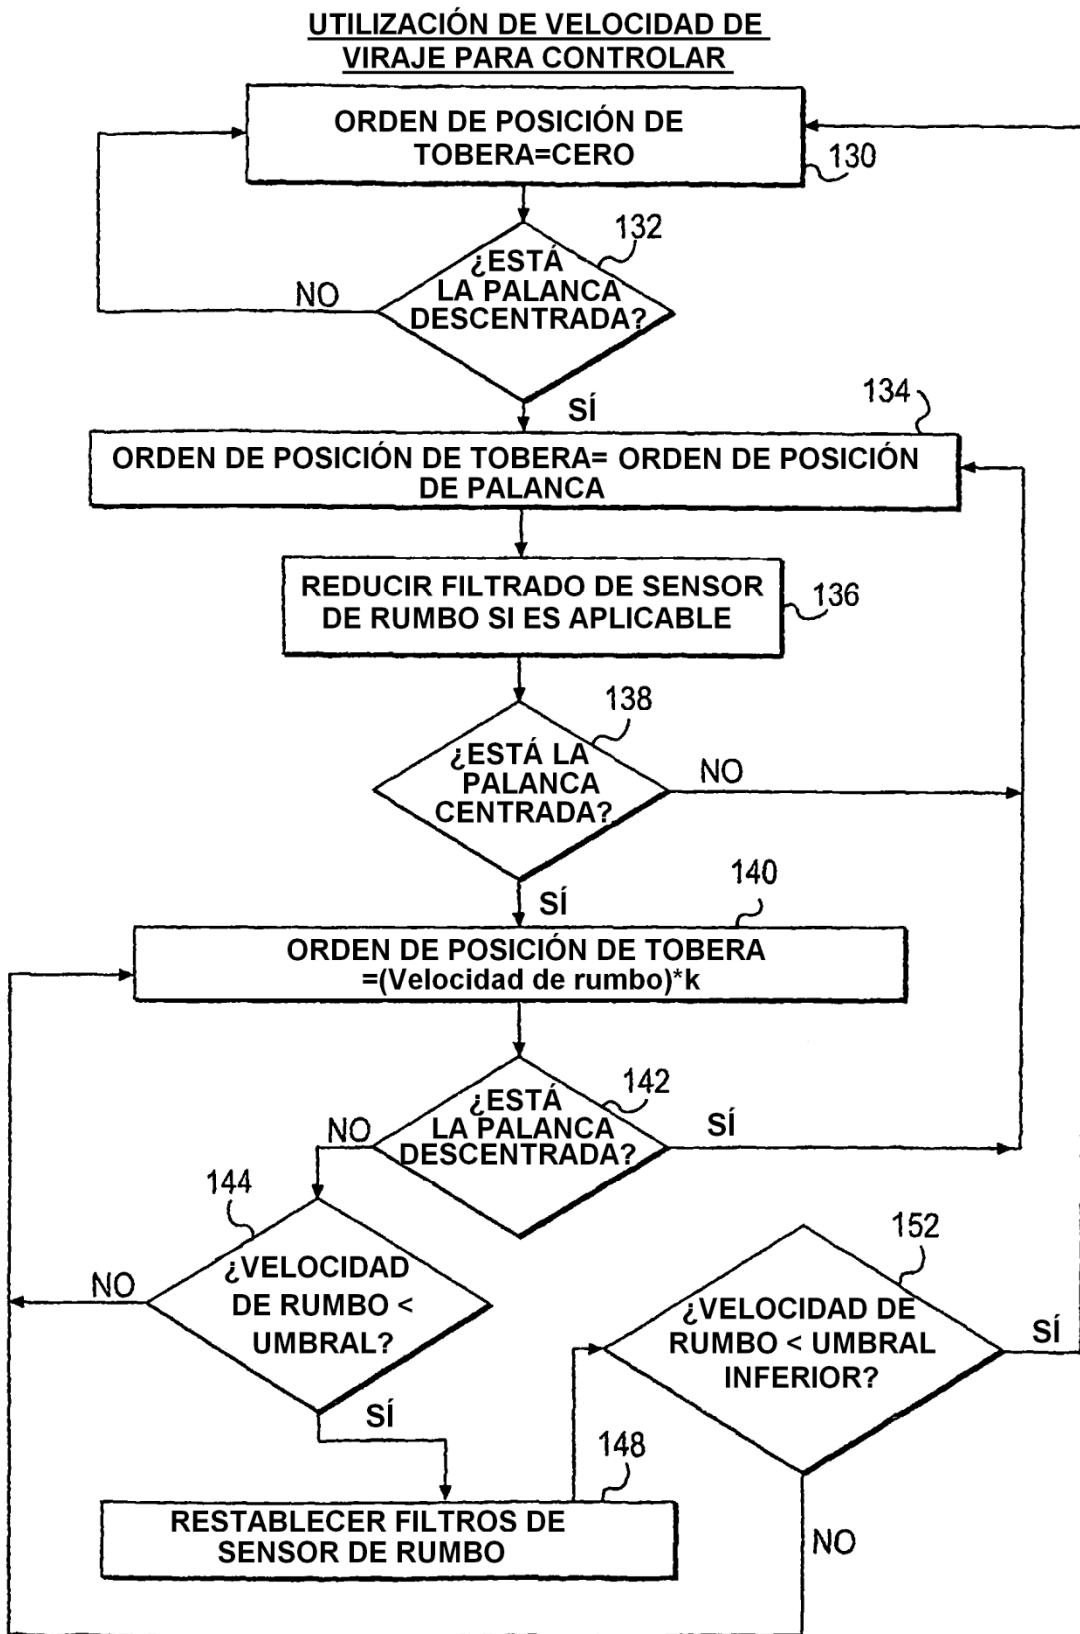 UTILIZACIÓN DE VELOCIDAD DE
VIRAJE PARA CONTROLAR
ORDEN DE POSICIÓN DE
TOBERA=CERO
130
132
¿ESTÁ
LA PALANCA
DESCENTRADA?
NO
SÍ
134
ORDEN DE POSICIÓN DE TOBERA= ORDEN DE POSICIÓN
DE PALANCA
REDUCIR FILTRADO DE SENSOR
DE RUMBO SI ES APLICABLE
136
138
¿ESTÁ LA
PALANCA
CENTRADA?
NO
SÍ
140
ORDEN DE POSICIÓN DE TOBERA
=(Velocidad de rumbo)*k
142
¿ESTÁ
LA PALANCA
DESCENTRADA?
NO
SÍ
144
¿VELOCIDAD
DE RUMBO <
UMBRAL?
NO
SÍ
152
¿VELOCIDAD DE
RUMBO < UMBRAL
INFERIOR?
SÍ
148
RESTABLECER FILTROS DE
SENSOR DE RUMBO
NO